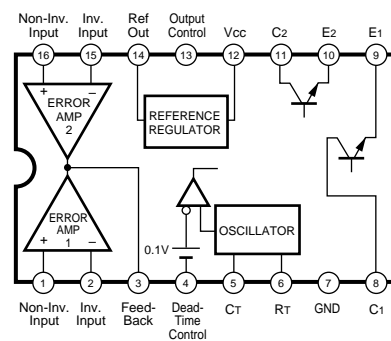 Non-Inv. Input
Inv. Input
Ref Out
Output Control
Vcc
C2
E2
E1
16
15
14
13
12
11
10
9
+
−
ERROR AMP 2
REFERENCE REGULATOR
ERROR AMP 1
+
−
0.1V
OSCILLATOR
1
2
3
4
5
6
7
8
Non-Inv. Input
Inv. Input
Feed-Back
Dead-Time Control
CT
RT
GND
C1